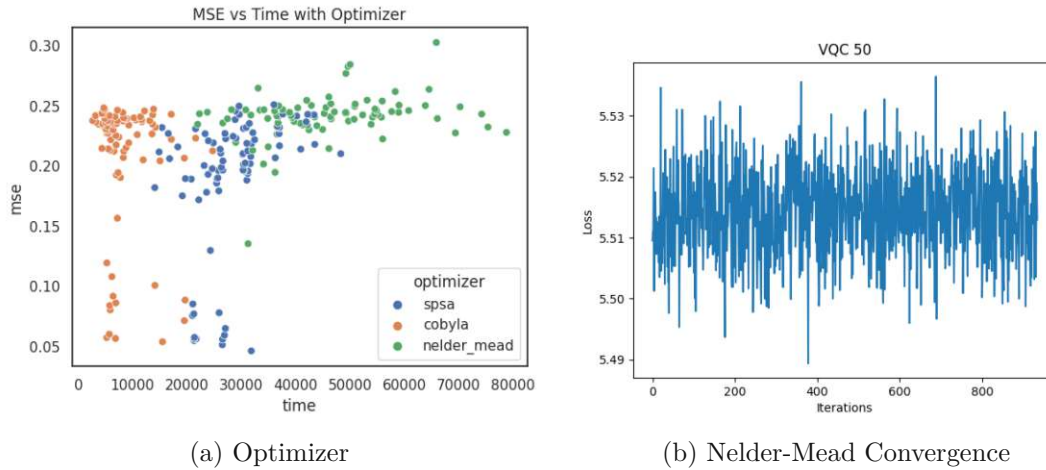 MSE vs Time with Optimizer
mse
0.30
0.25
0.20
0.15
0.10
0.05
0 10000 20000 30000 40000 50000 60000 70000 80000
time
optimizer
spsa
cobyla
nelder_mead
(a) Optimizer
VQC 50
Loss
5.53
5.52
5.51
5.50
5.49
0 200 400 600 800
Iterations
(b) Nelder-Mead Convergence